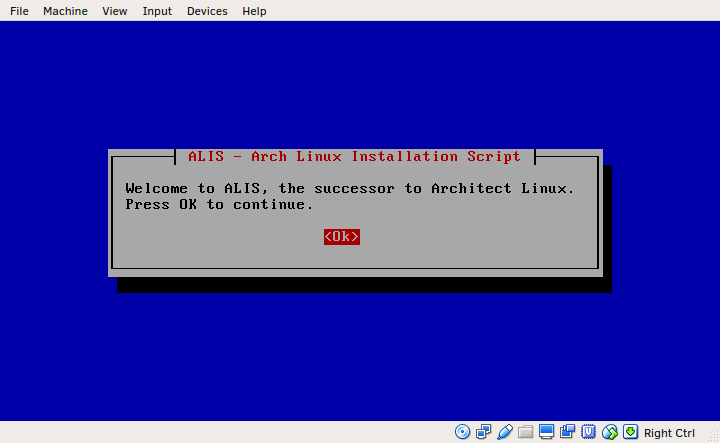 File Machine View Input Devices Help
ALIS - Arch Linux Installation Script
Welcome to ALIS, the successor to Architect Linux.
Press OK to continue.
<Ok>
Right Ctrl